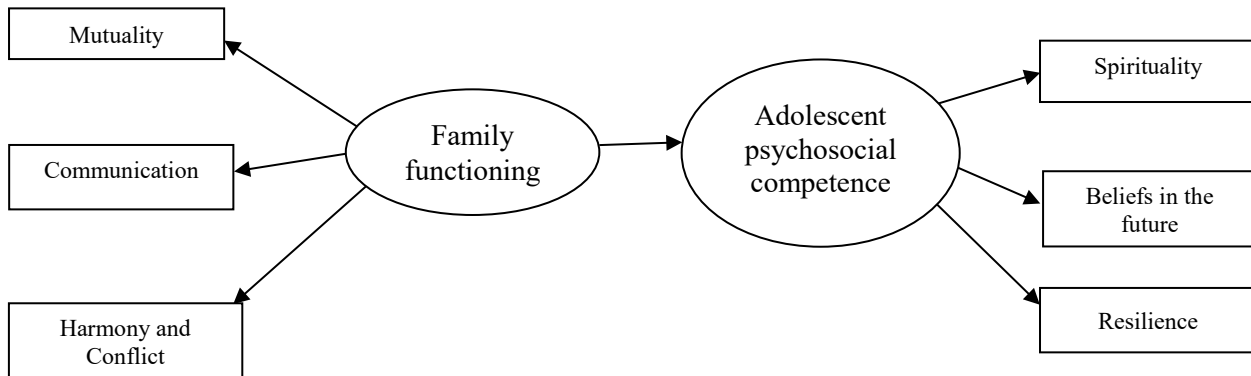 Mutuality
Communication
Harmony and
Conflict
Family
functioning
Adolescent
psychosocial
competence
Spirituality
Beliefs in the
future
Resilience